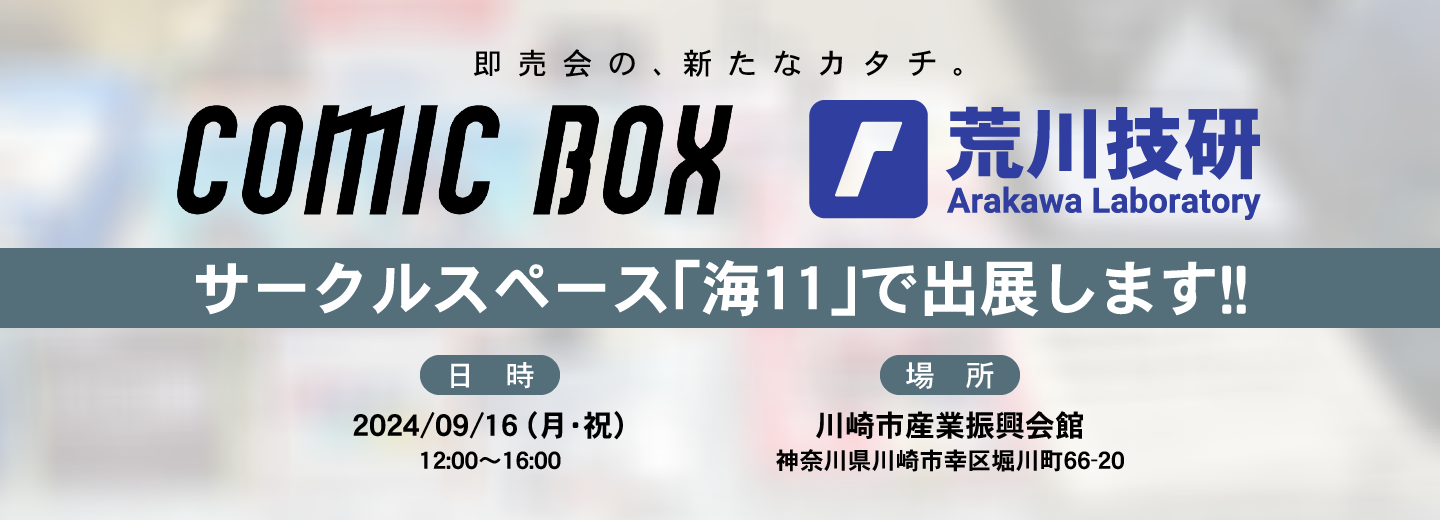 即売会の、新たなカタチ。
COMIC BOX
荒川技研
Arakawa Laboratory
サークルスペース「海11」で出展します!!
日 時
2024/09/16（月・祝）
12:00〜16:00
場 所
川崎市産業振興会館
神奈川県川崎市幸区堀川町66-20